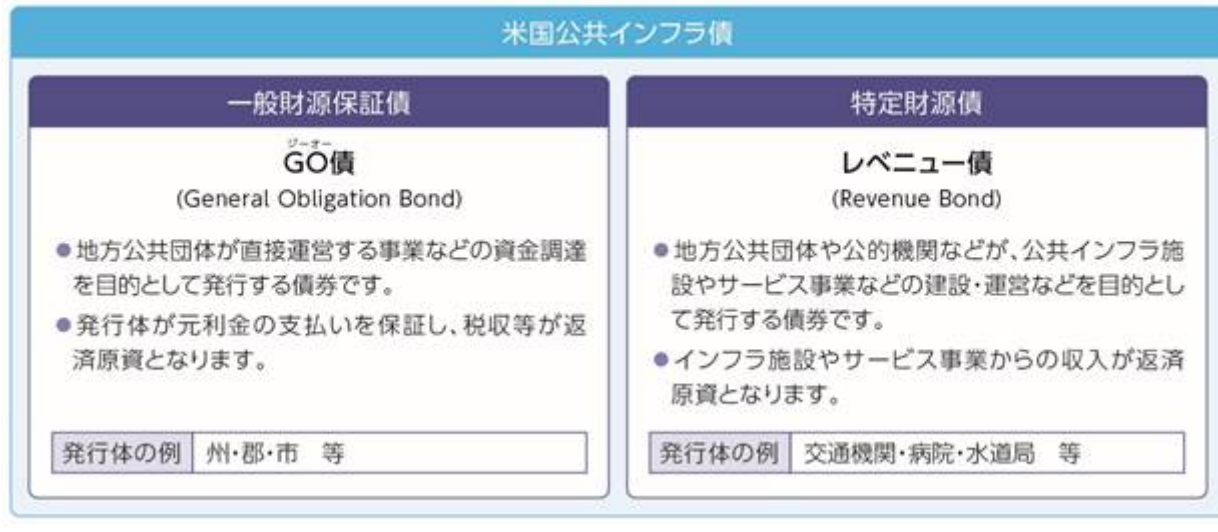 米国公共インフラ債
一般財源保証債
ジーオー
GO債
(General Obligation Bond)
●地方公共団体が直接運営する事業などの資金調達
を目的として発行する債券です。
●発行体が元利金の支払いを保証し、税収等が返
済原資となります。
発行体の例 州・郡・市 等
特定財源債
レベニュー債
(Revenue Bond)
●地方公共団体や公的機関などが、公共インフラ施
設やサービス事業などの建設・運営などを目的とし
て発行する債券です。
●インフラ施設やサービス事業からの収入が返済
原資となります。
発行体の例 交通機関・病院・水道局 等